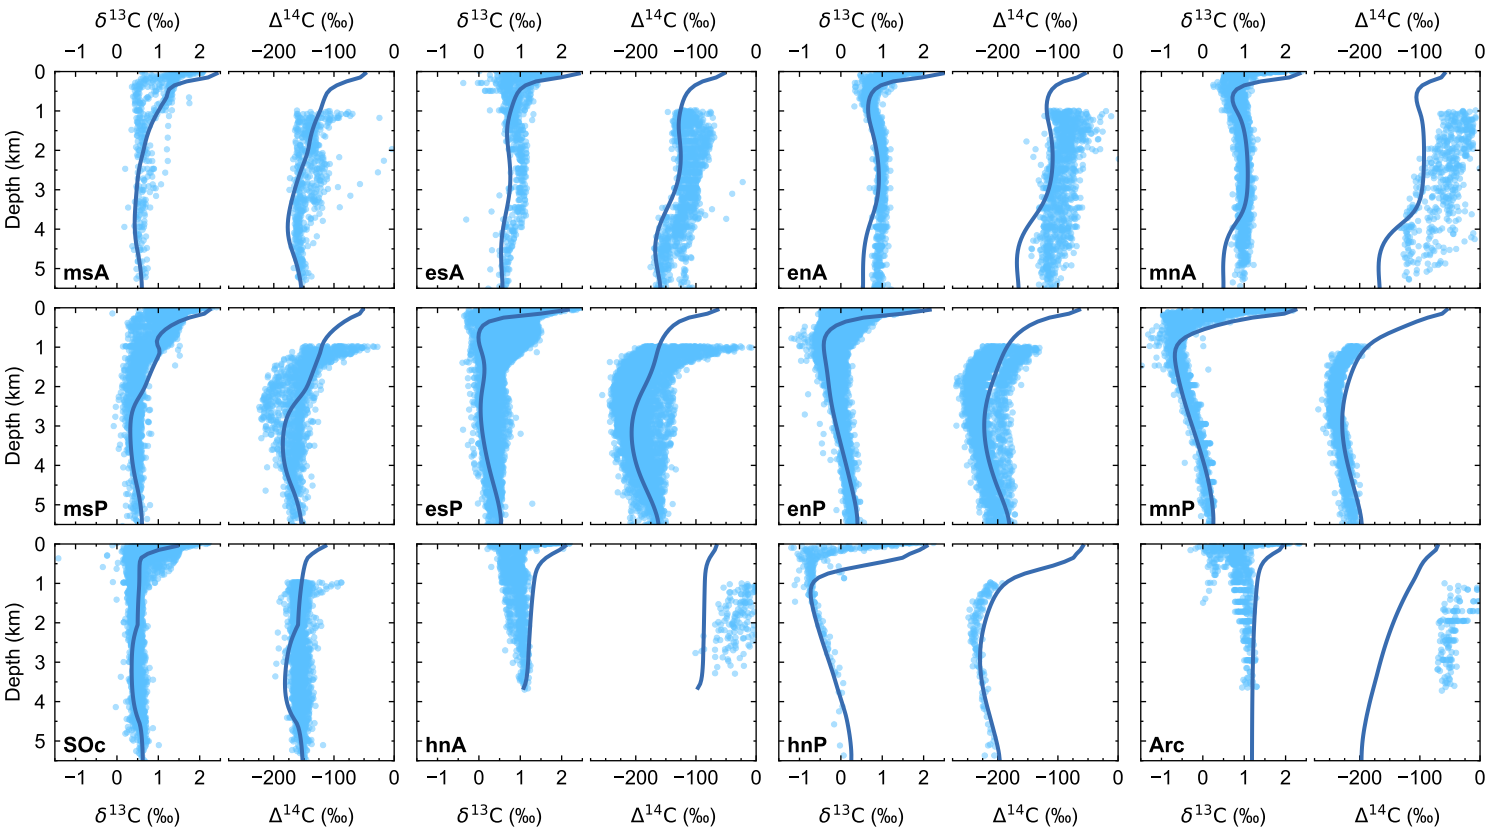 δ¹³C (‰) Δ¹⁴C (‰) δ¹³C (‰) Δ¹⁴C (‰) δ¹³C (‰) Δ¹⁴C (‰) δ¹³C (‰) Δ¹⁴C (‰)
−1 0 1 2 −200 −100 0 −1 0 1 2 −200 −100 0 −1 0 1 2 −200 −100 0 −1 0 1 2 −200 −100 0
Depth (km)
0
1
2
3
4
5
msA esA enA mnA
Depth (km)
0
1
2
3
4
5
msP esP enP mnP
Depth (km)
0
1
2
3
4
5
SOc hnA hnP Arc
−1 0 1 2 −200 −100 0 −1 0 1 2 −200 −100 0 −1 0 1 2 −200 −100 0 −1 0 1 2 −200 −100 0
δ¹³C (‰) Δ¹⁴C (‰) δ¹³C (‰) Δ¹⁴C (‰) δ¹³C (‰) Δ¹⁴C (‰) δ¹³C (‰) Δ¹⁴C (‰)